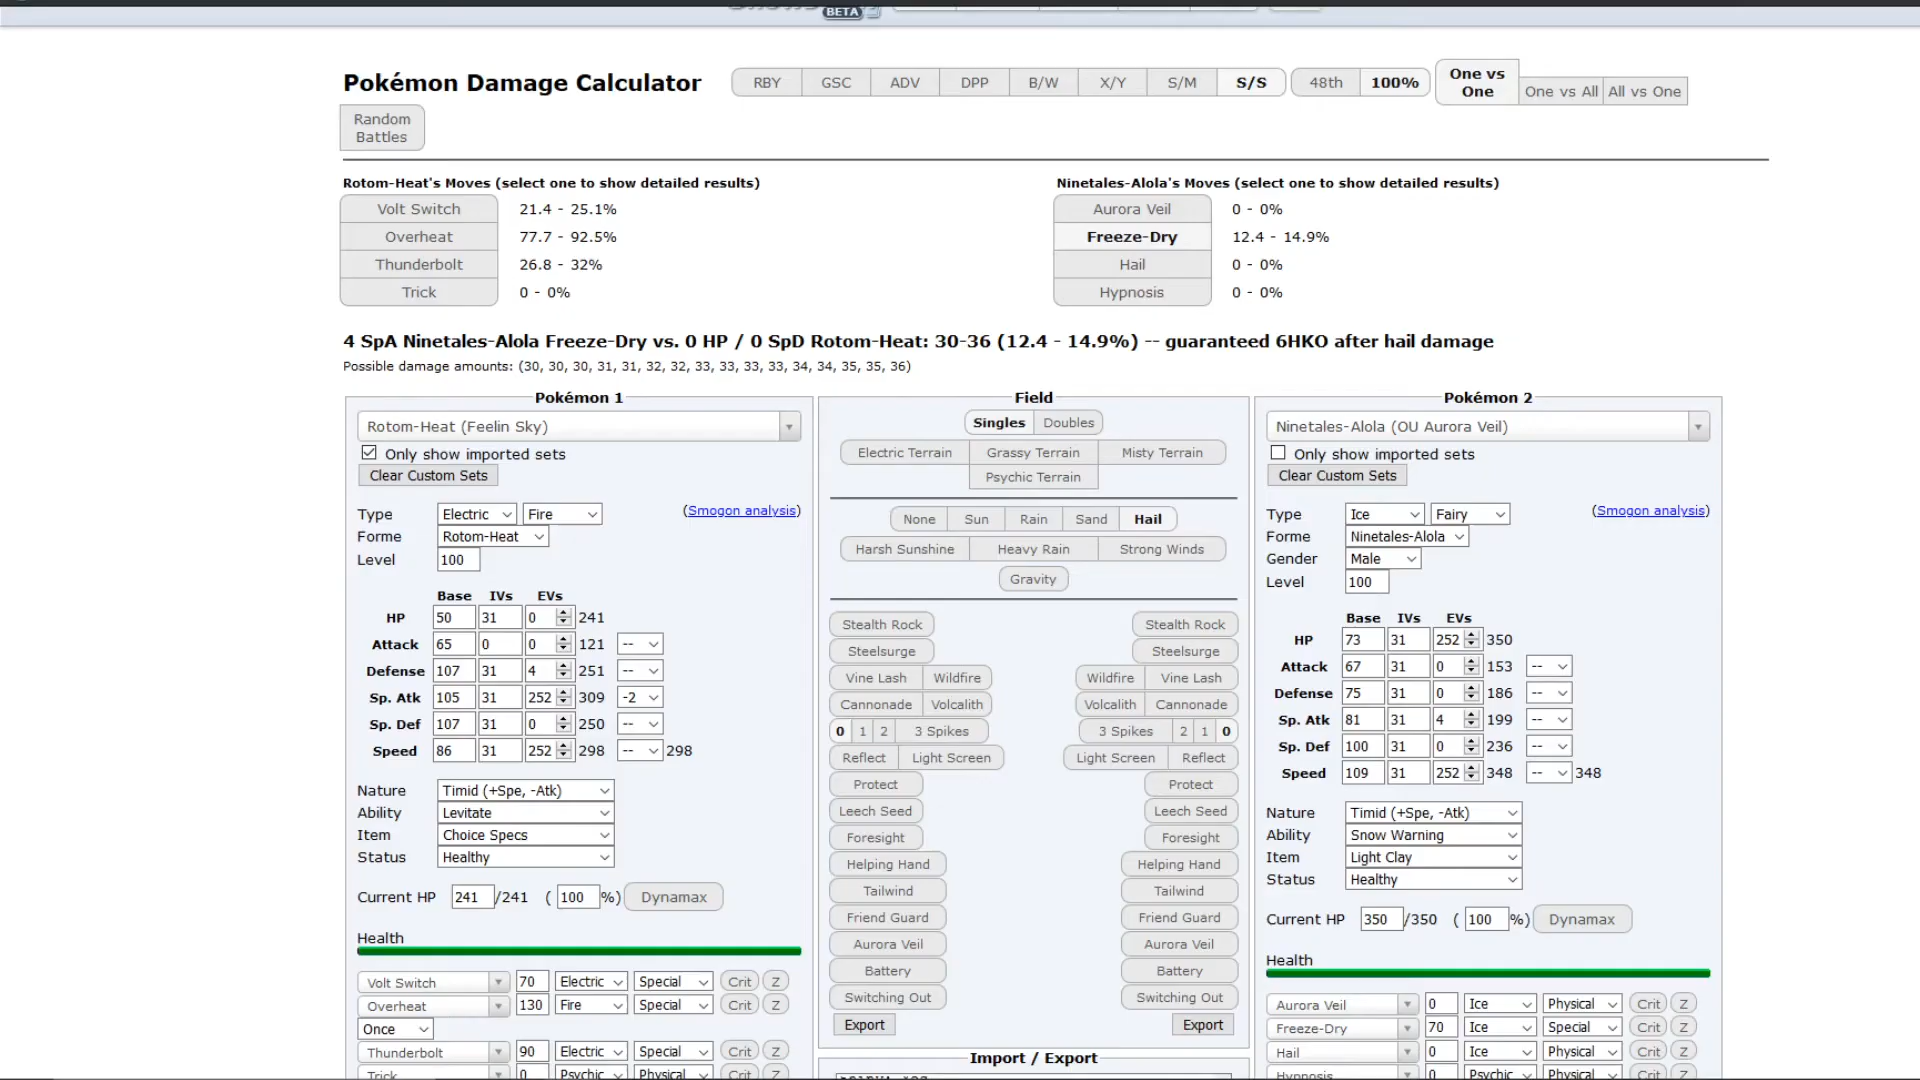 BETA
Pokémon Damage Calculator RBY GSC ADV DPP B/W X/Y S/M S/S 48th 100% One vs One One vs All All vs One
Random Battles
Rotom-Heat's Moves (select one to show detailed results)
Volt Switch 21.4 - 25.1%
Overheat 77.7 - 92.5%
Thunderbolt 26.8 - 32%
Trick 0 - 0%
Ninetales-Alola's Moves (select one to show detailed results)
Aurora Veil 0 - 0%
Freeze-Dry 12.4 - 14.9%
Hail 0 - 0%
Hypnosis 0 - 0%
4 SpA Ninetales-Alola Freeze-Dry vs. 0 HP / 0 SpD Rotom-Heat: 30-36 (12.4 - 14.9%) -- guaranteed 6HKO after hail damage
Possible damage amounts: (30, 30, 30, 31, 31, 32, 32, 33, 33, 33, 33, 34, 34, 35, 35, 36)
Pokémon 1
Rotom-Heat (Feelin Sky)
Only show imported sets
Clear Custom Sets
Type Electric Fire (Smogon analysis)
Forme Rotom-Heat
Level 100
Base IVs EVs
HP 50 31 0 241
Attack 65 0 0 121 --
Defense 107 31 4 251 --
Sp. Atk 105 31 252 309 -2
Sp. Def 107 31 0 250 --
Speed 86 31 252 298 -- 298
Nature Timid (+Spe, -Atk)
Ability Levitate
Item Choice Specs
Status Healthy
Current HP 241/241 ( 100 %) Dynamax
Health
Volt Switch 70 Electric Special Crit Z
Overheat 130 Fire Special Crit Z
Once
Thunderbolt 90 Electric Special Crit Z
Trick 0 Psychic Physical Crit Z
Field
Singles Doubles
Electric Terrain Grassy Terrain Misty Terrain
Psychic Terrain
None Sun Rain Sand Hail
Harsh Sunshine Heavy Rain Strong Winds
Gravity
Stealth Rock Stealth Rock
Steelsurge Steelsurge
Vine Lash Wildfire Wildfire Vine Lash
Cannonade Volcalith Volcalith Cannonade
0 1 2 3 Spikes 3 Spikes 2 1 0
Reflect Light Screen Light Screen Reflect
Protect Protect
Leech Seed Leech Seed
Foresight Foresight
Helping Hand Helping Hand
Tailwind Tailwind
Friend Guard Friend Guard
Aurora Veil Aurora Veil
Battery Battery
Switching Out Switching Out
Export Export
Import / Export
Pokémon 2
Ninetales-Alola (OU Aurora Veil)
Only show imported sets
Clear Custom Sets
Type Ice Fairy (Smogon analysis)
Forme Ninetales-Alola
Gender Male
Level 100
Base IVs EVs
HP 73 31 252 350
Attack 67 31 0 153 --
Defense 75 31 0 186 --
Sp. Atk 81 31 4 199 --
Sp. Def 100 31 0 236 --
Speed 109 31 252 348 -- 348
Nature Timid (+Spe, -Atk)
Ability Snow Warning
Item Light Clay
Status Healthy
Current HP 350/350 ( 100 %) Dynamax
Health
Aurora Veil 0 Ice Physical Crit Z
Freeze-Dry 70 Ice Special Crit Z
Hail 0 Ice Physical Crit Z
Hypnosis 0 Psychic Physical Crit Z